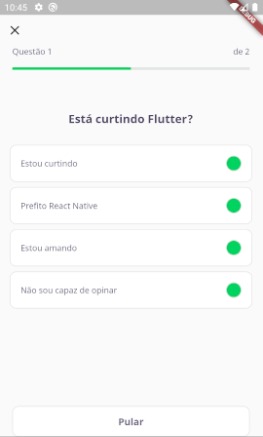 10:45
Questão 1 de 2
Está curtindo Flutter?
Estou curtindo
Prefito React Native
Estou amando
Não sou capaz de opinar
Pular